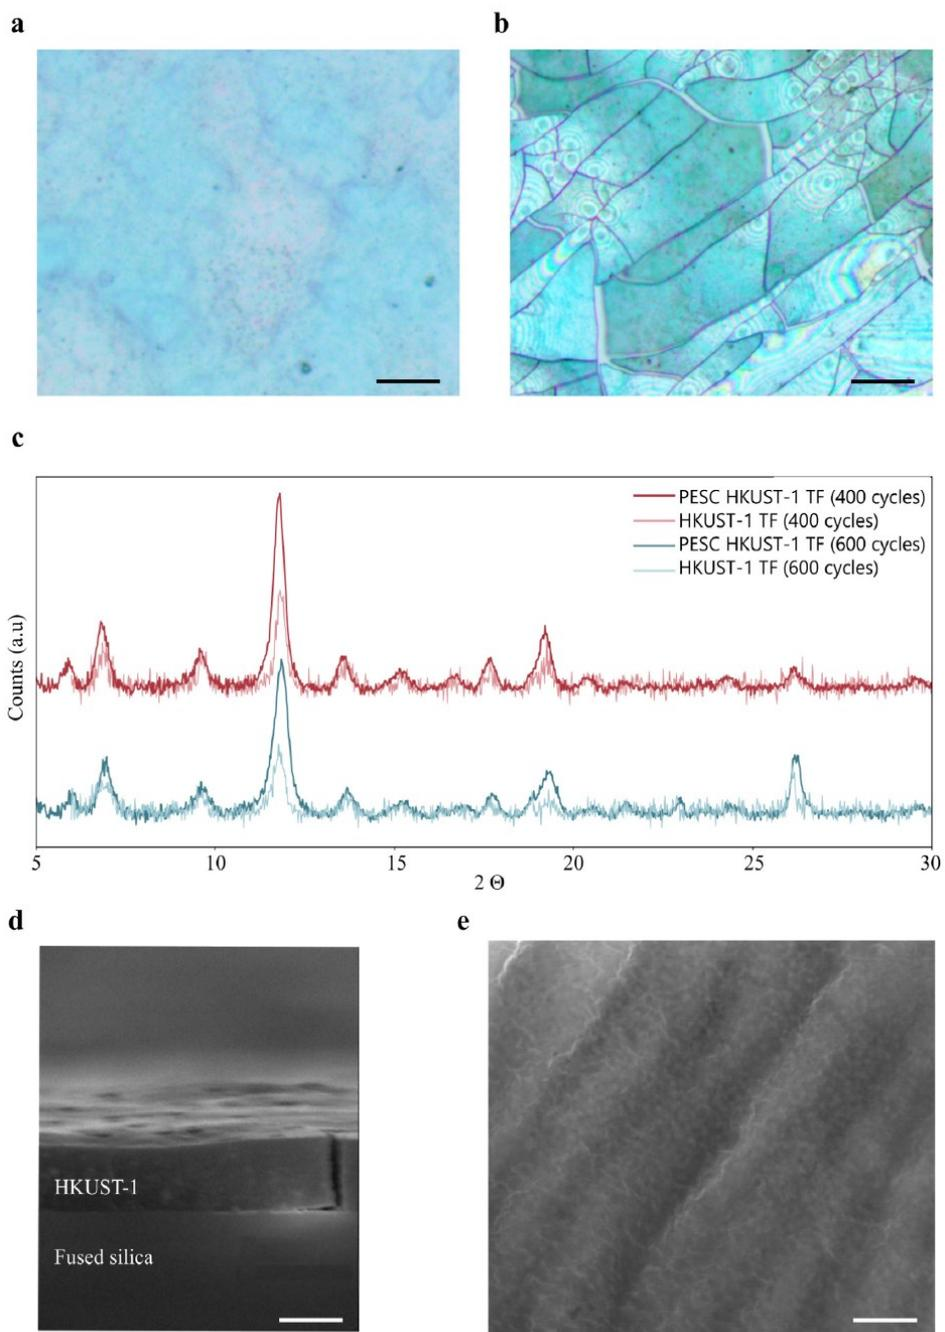 a
b
c
PESC HKUST-1 TF (400 cycles)
HKUST-1 TF (400 cycles)
PESC HKUST-1 TF (600 cycles)
HKUST-1 TF (600 cycles)
Counts (a.u)
5 10 15 20 25 30
2 Θ
d
e
HKUST-1
Fused silica